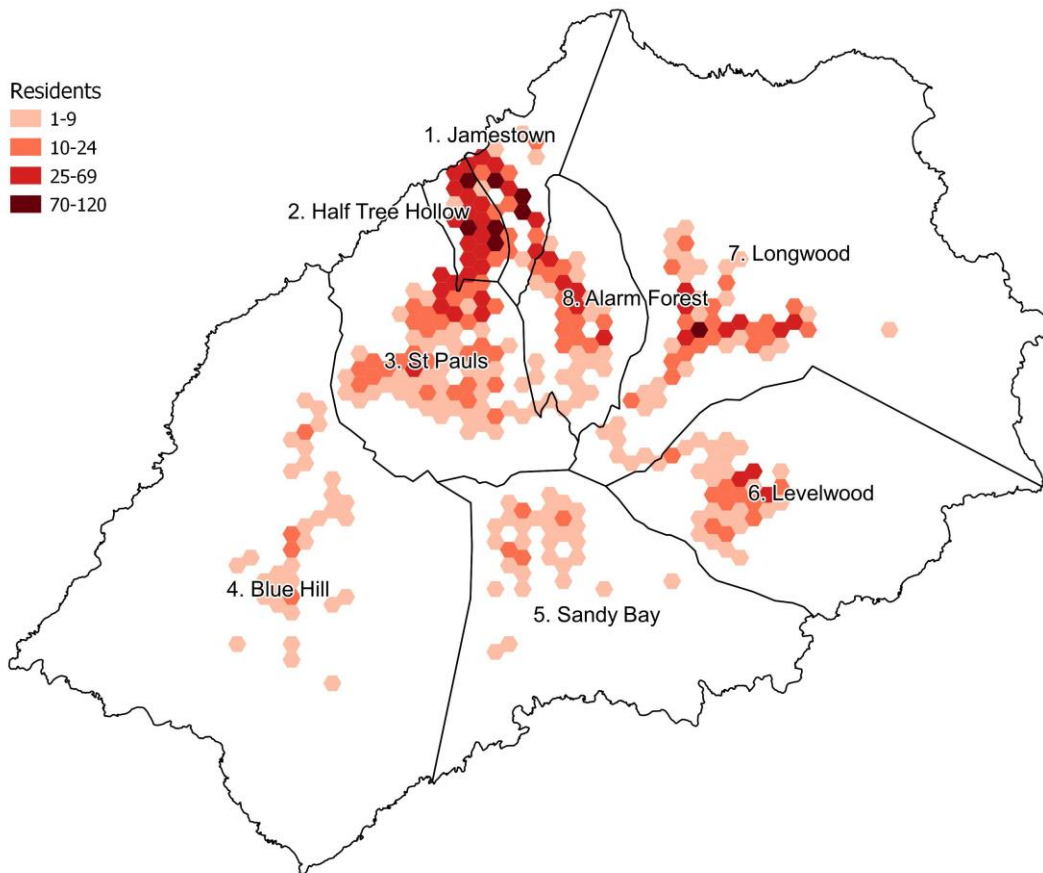 Residents
1-9
10-24
25-69
70-120
1. Jamestown
2. Half Tree Hollow
7. Longwood
8. Alarm Forest
3. St Pauls
6. Levelwood
4. Blue Hill
5. Sandy Bay